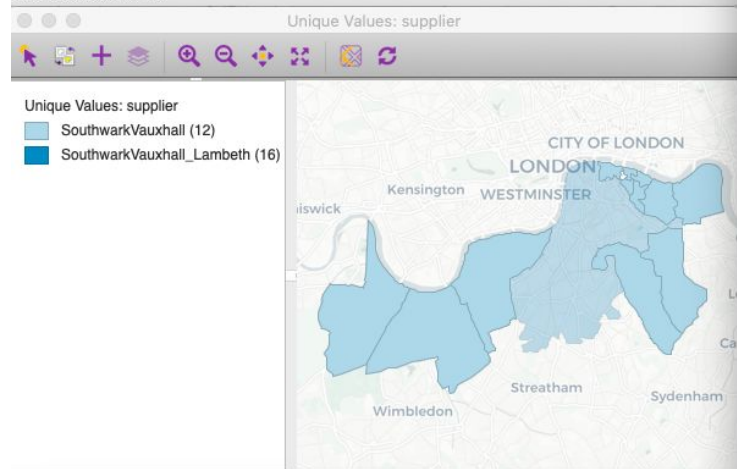 Unique Values: supplier
Unique Values: supplier
SouthwarkVauxhall (12)
SouthwarkVauxhall_Lambeth (16)
CITY OF LONDON
LONDON
Kensington
WESTMINSTER
iswick
L
Ca
Streatham
Sydenham
Wimbledon